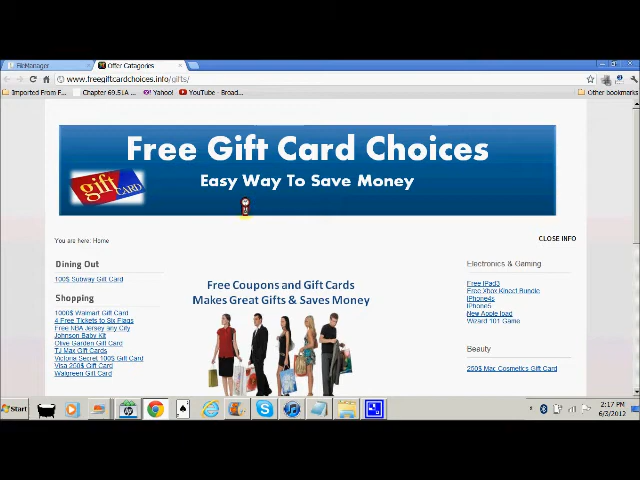 FileManager
Offer Catagories
www.freegiftcardchoices.info/gifts/
Imported From F...
Chapter 69.51A ...
Yahoo!
YouTube - Broad...
Other bookmarks
Free Gift Card Choices
Easy Way To Save Money
gift CARD
You are here: Home
CLOSE INFO
Dining Out
100$ Subway Gift Card
Shopping
1000$ Walmart Gift Card
4 Free Tickets to Six Flags
Free NBA Jersey any City
Johnson Baby Kit
Olive Garden Gift Card
TJ Max Gift Cards
Victoria Secret 100$ Gift Card
Visa 250$ Gift Card
Walgreen Gift Card
Free Coupons and Gift Cards
Makes Great Gifts & Saves Money
Electronics & Gaming
Free IPad3
Free Xbox Kinect Bundle
IPhone4s
IPhone5
New Apple Ipad
Wizard 101 Game
Beauty
250$ Mac Cosmetics Gift Card
Start
2:17 PM
6/3/2012